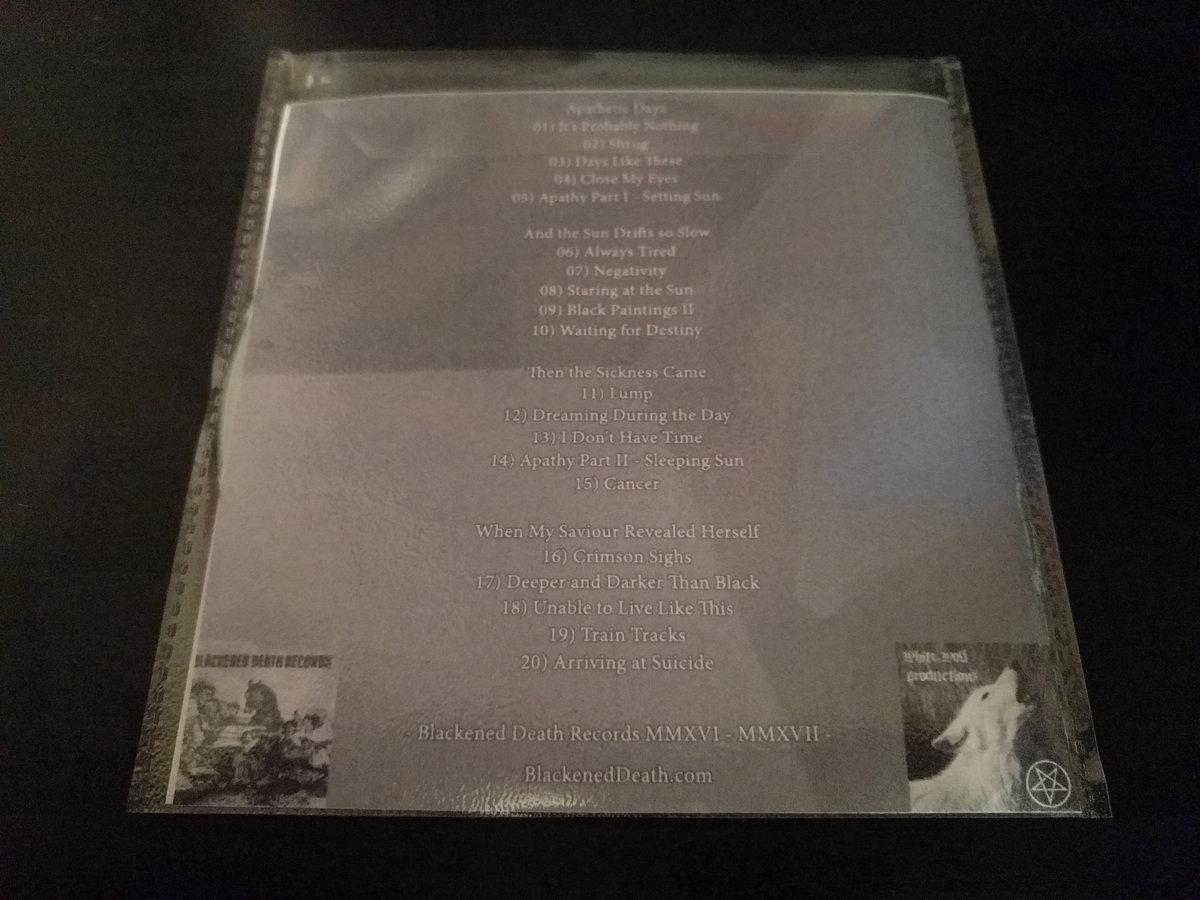 Apathetic Days
01) It's Probably Nothing
02) Shrug
03) Days Like These
04) Close My Eyes
05) Apathy Part I - Setting Sun
And the Sun Drifts so Slow
06) Always Tired
07) Negativity
08) Staring at the Sun
09) Black Paintings II
10) Waiting for Destiny
Then the Sickness Came
11) Lump
12) Dreaming During the Day
13) I Don't Have Time
14) Apathy Part II - Sleeping Sun
15) Cancer
When My Saviour Revealed Herself
16) Crimson Sighs
17) Deeper and Darker Than Black
18) Unable to Live Like This
19) Train Tracks
20) Arriving at Suicide
BLACKENED DEATH RECORDS
White Wolf
productions
- Blackened Death Records MMXVI - MMXVII -
BlackenedDeath.com